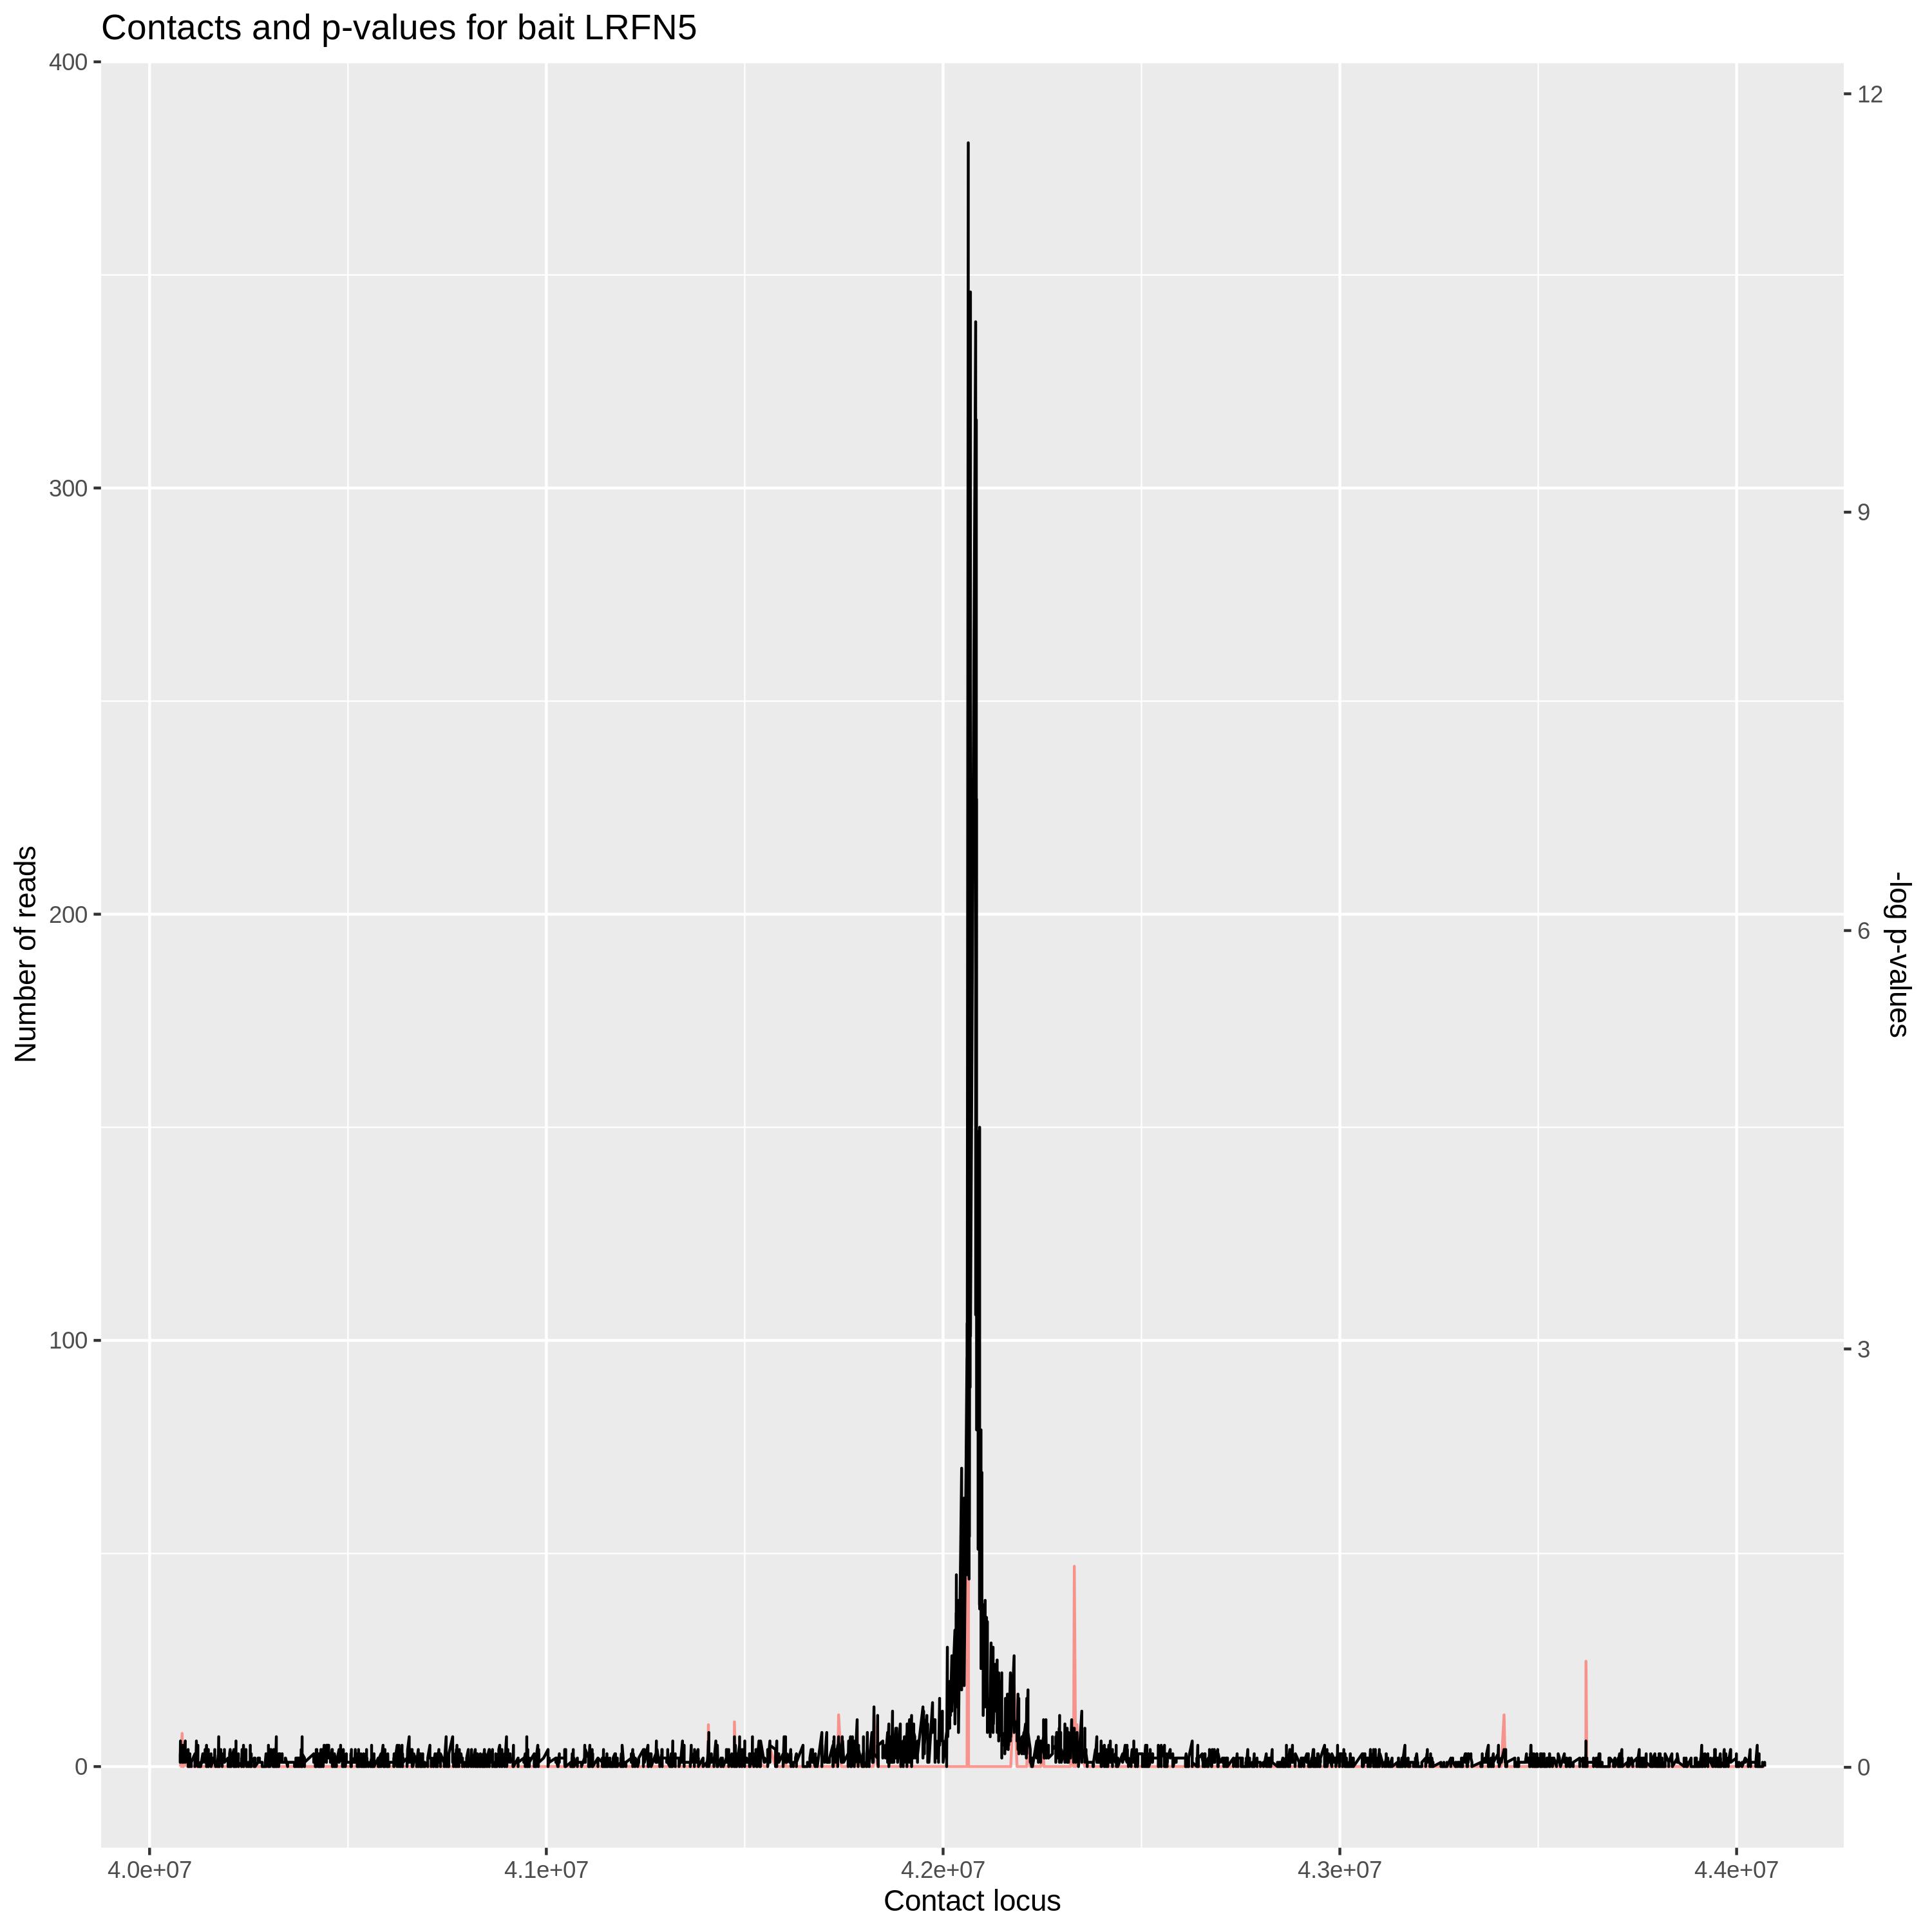 Contacts and p-values for bait LRFN5
400
300
200
100
0
Number of reads
12
9
6
3
0
-log p-values
4.0e+07
4.1e+07
4.2e+07
4.3e+07
4.4e+07
Contact locus